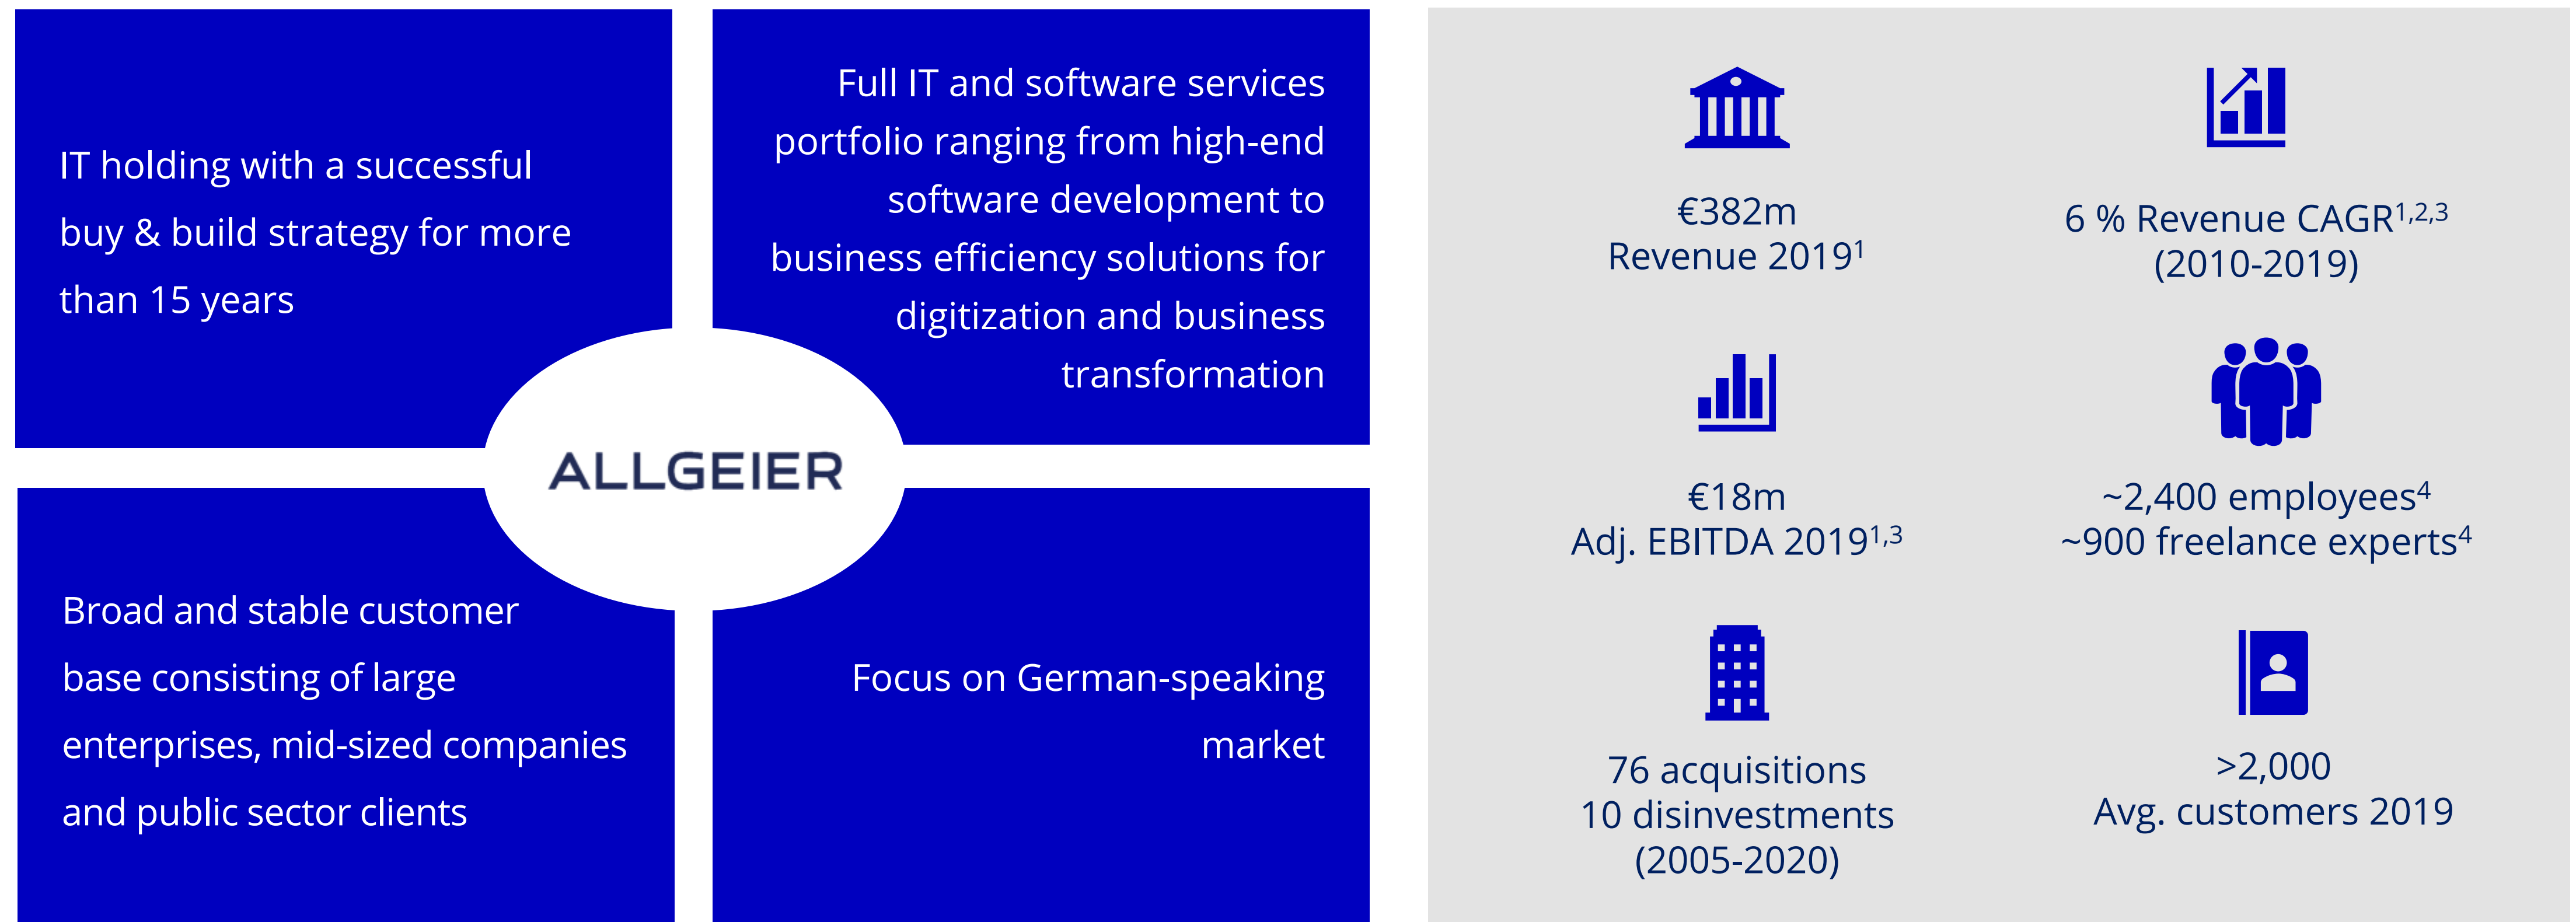 IT holding with a successful
buy & build strategy for more
than 15 years
Full IT and software services
portfolio ranging from high-end
software development to
business efficiency solutions for
digitization and business
transformation
ALLGEIER
Broad and stable customer
base consisting of large
enterprises, mid-sized companies
and public sector clients
Focus on German-speaking
market
€382m
Revenue 2019¹
6 % Revenue CAGR¹,²,³
(2010-2019)
€18m
Adj. EBITDA 2019¹,³
~2,400 employees⁴
~900 freelance experts⁴
76 acquisitions
10 disinvestments
(2005-2020)
>2,000
Avg. customers 2019